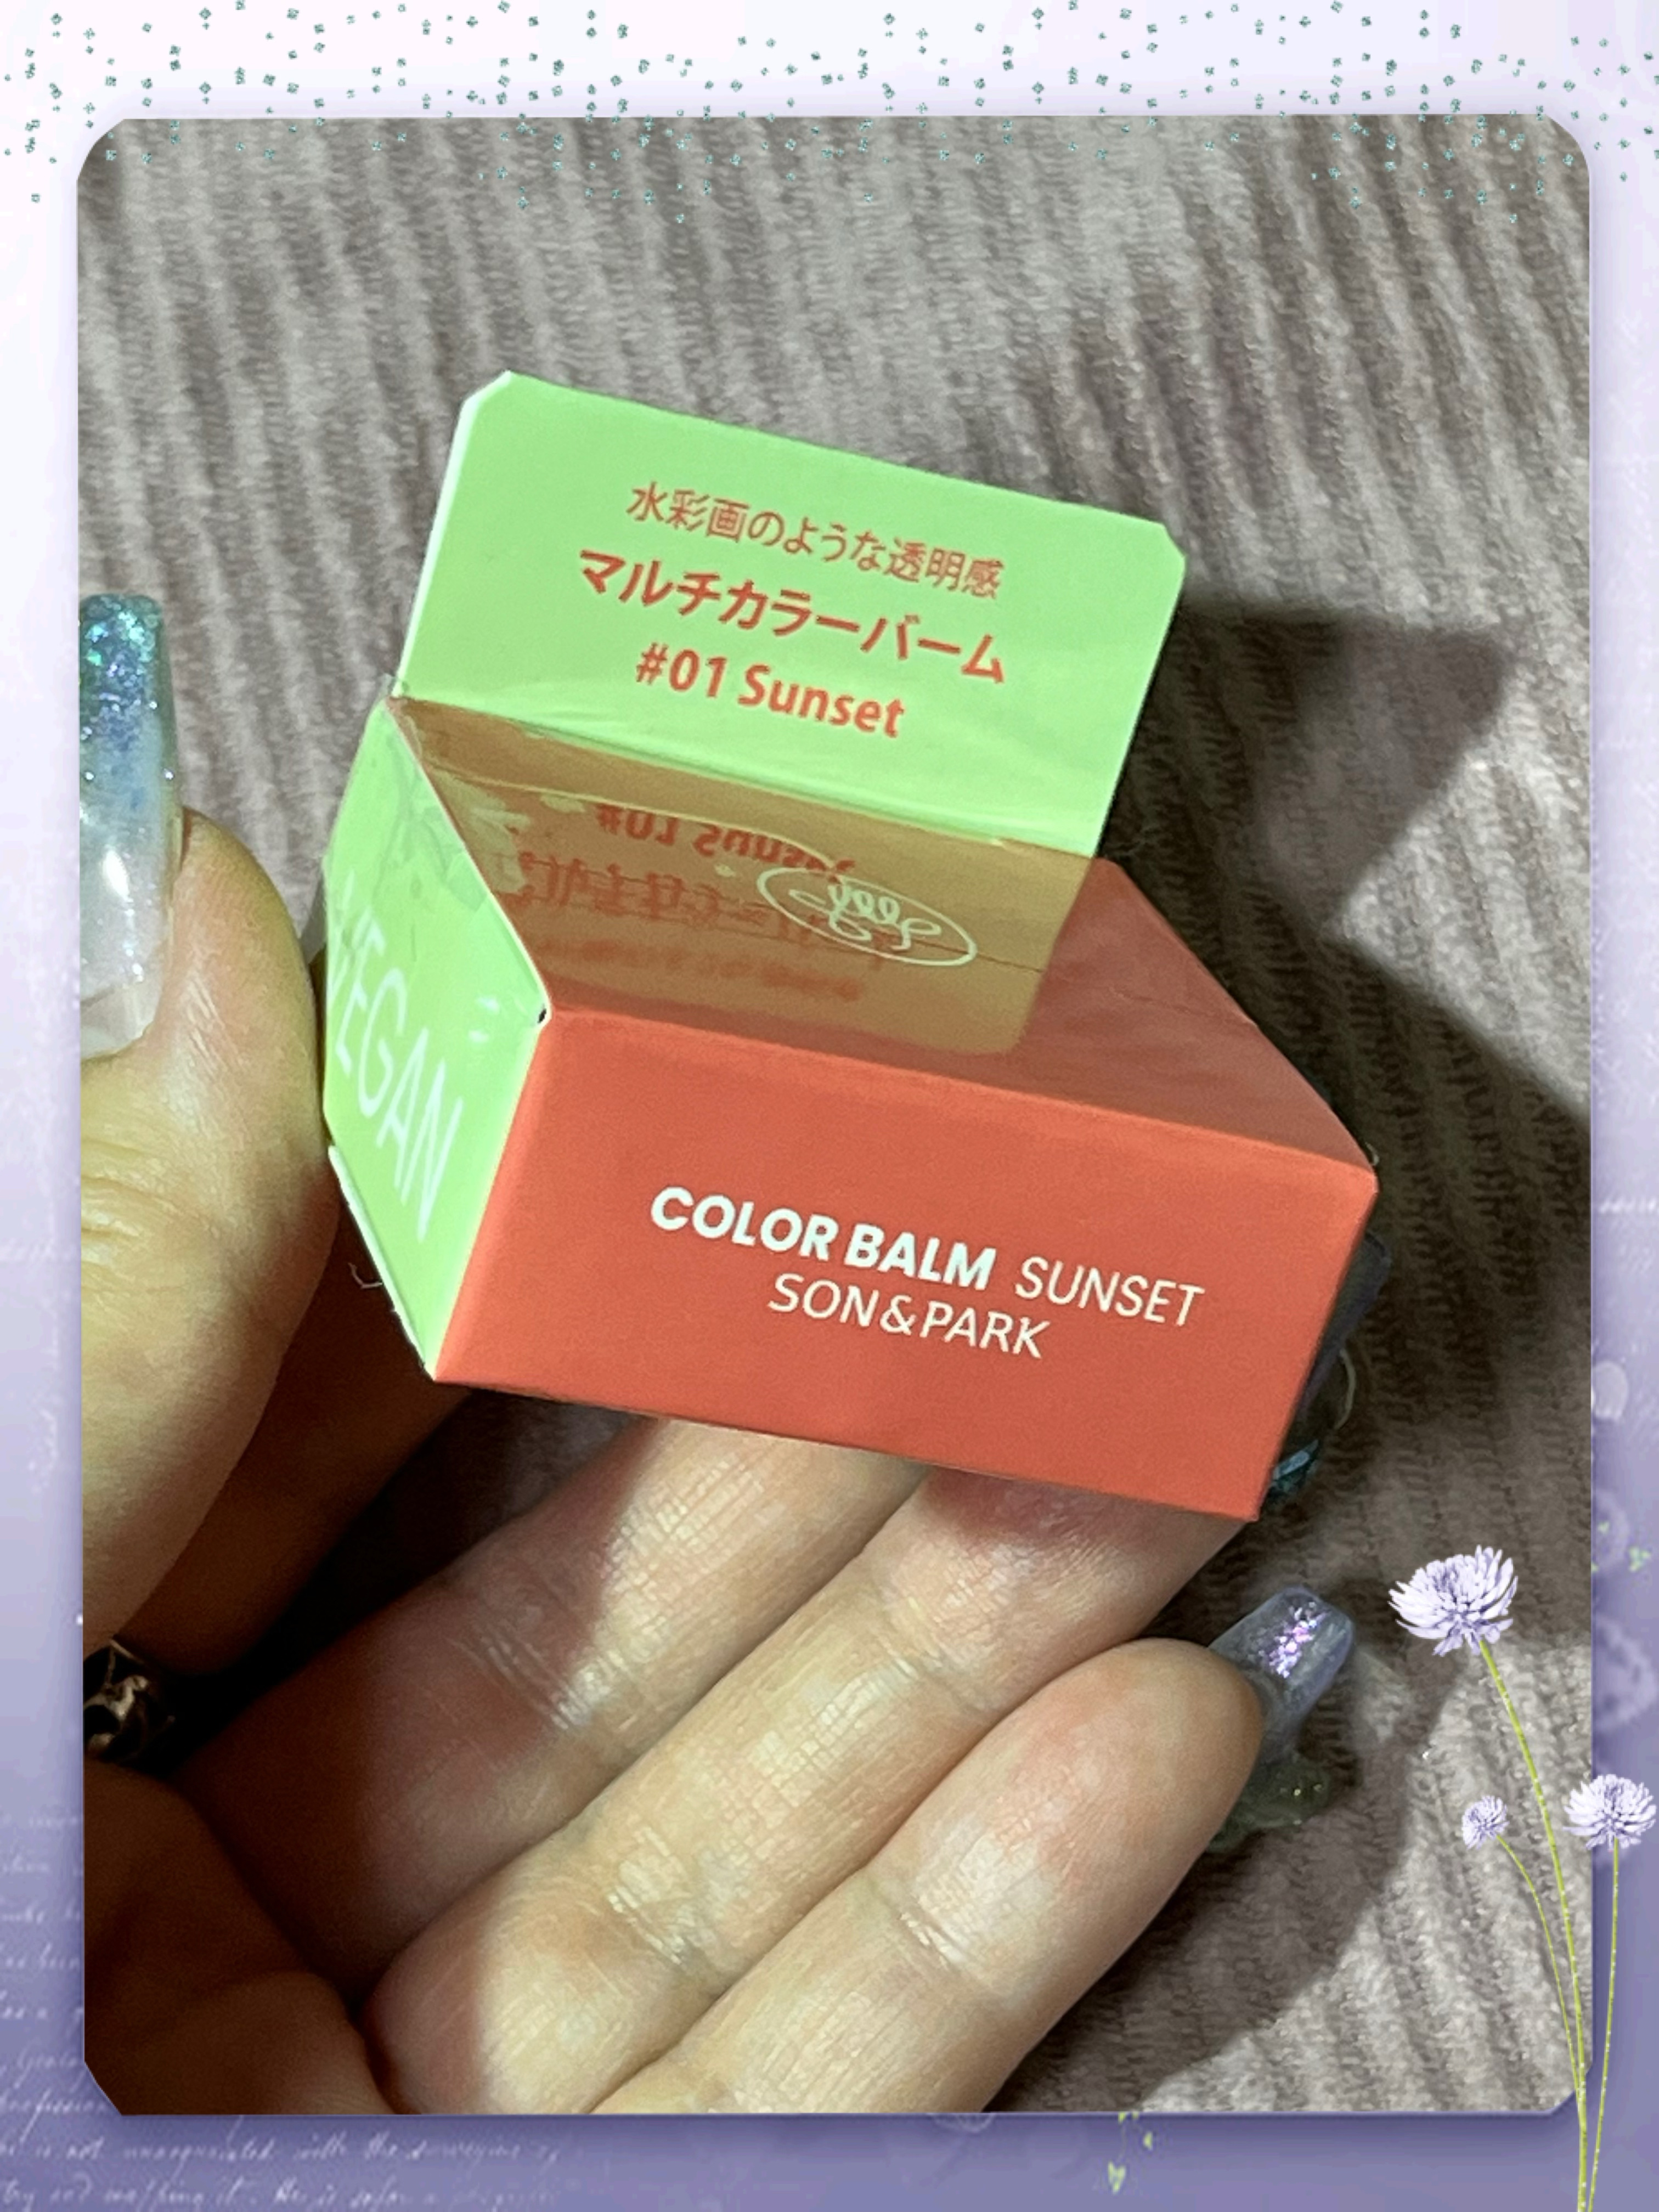 水彩画のような透明感
マルチカラーバーム
#01 Sunset
VEGAN
COLOR BALM SUNSET
SON&PARK